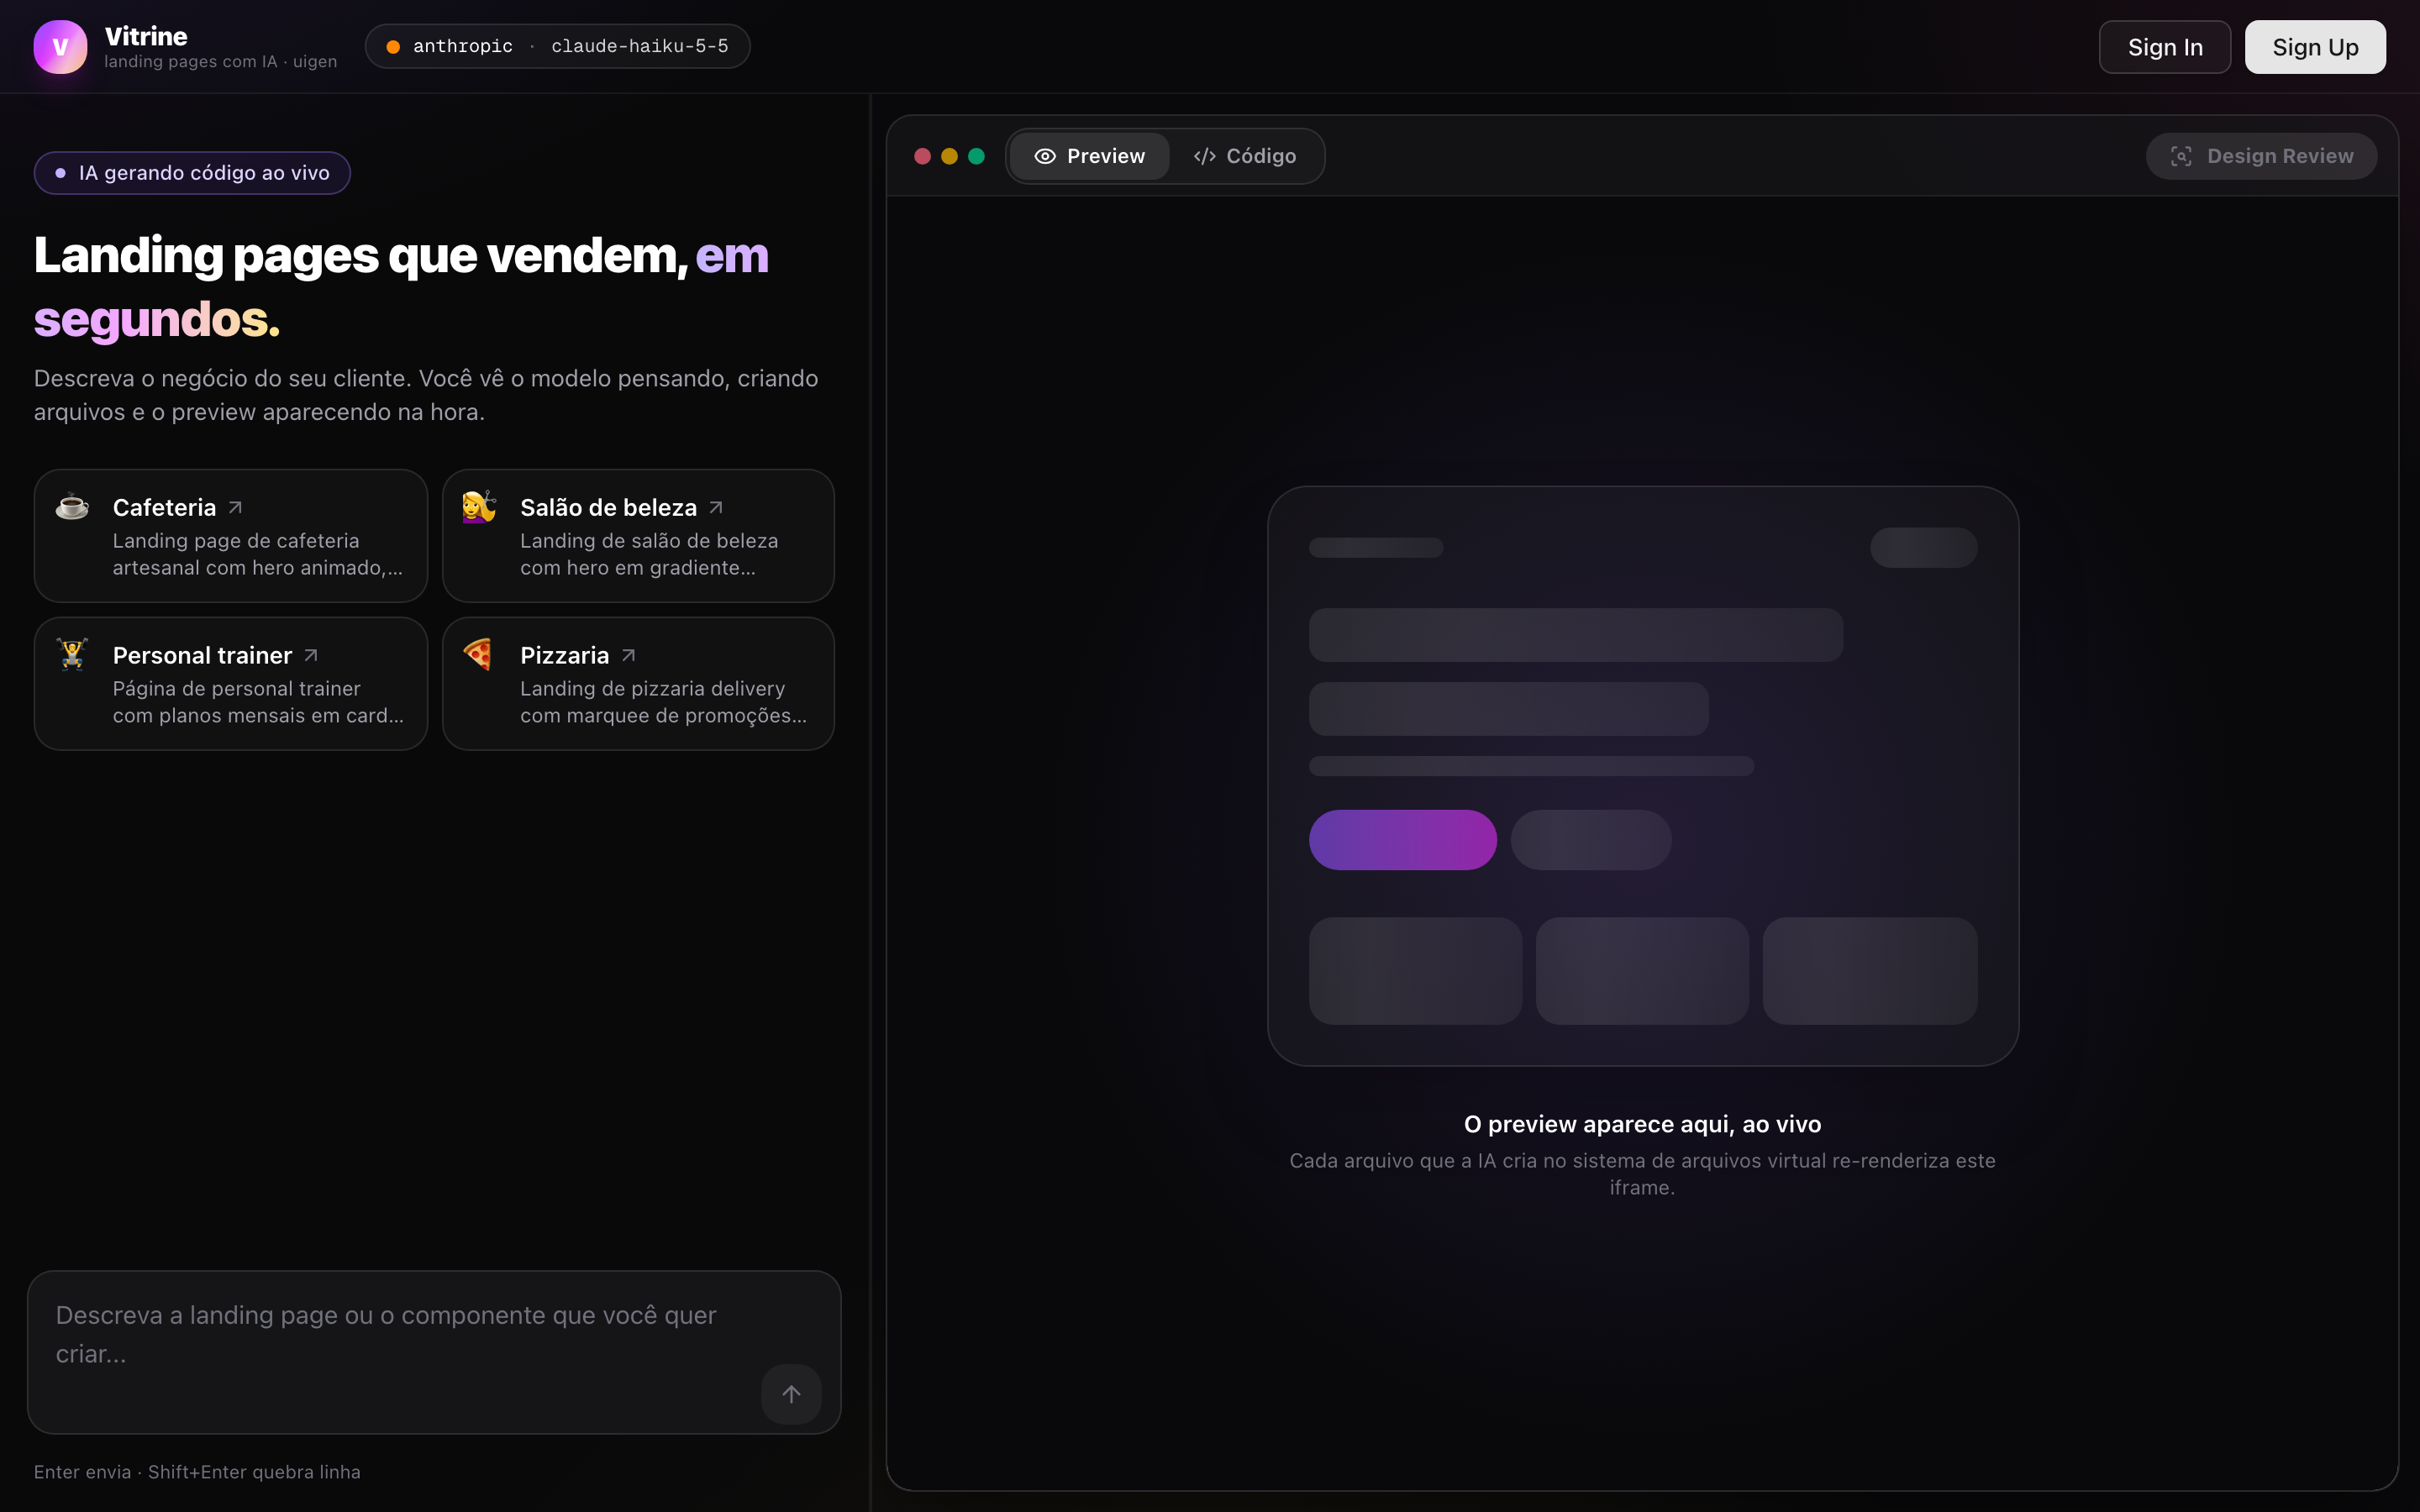 V
Vitrine
landing pages com IA · uigen
anthropic · claude-haiku-5-5
Sign In
Sign Up
IA gerando código ao vivo
Landing pages que vendem, em
segundos.
Descreva o negócio do seu cliente. Você vê o modelo pensando, criando
arquivos e o preview aparecendo na hora.
Cafeteria
Landing page de cafeteria
artesanal com hero animado,...
Salão de beleza
Landing de salão de beleza
com hero em gradiente...
Personal trainer
Página de personal trainer
com planos mensais em card...
Pizzaria
Landing de pizzaria delivery
com marquee de promoções...
Descreva a landing page ou o componente que você quer
criar...
Enter envia · Shift+Enter quebra linha
Preview
Código
Design Review
O preview aparece aqui, ao vivo
Cada arquivo que a IA cria no sistema de arquivos virtual re-renderiza este
iframe.